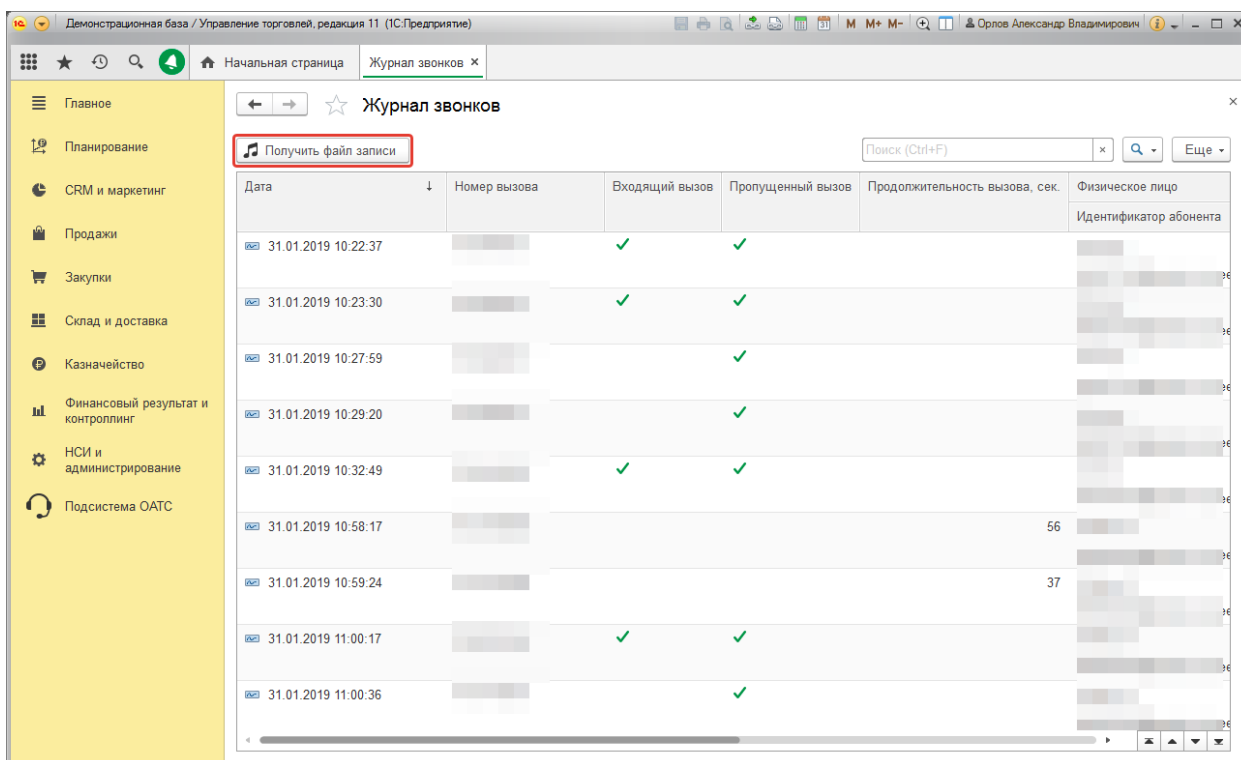 1С Демонстрационная база / Управление торговлей, редакция 11 (1С:Предприятие) 31 M M+ M- Орлов Александр Владимирович
Начальная страница Журнал звонков
Главное
Планирование
CRM и маркетинг
Продажи
Закупки
Склад и доставка
Казначейство
Финансовый результат и
контроллинг
НСИ и
администрирование
Подсистема ОАТС
Журнал звонков
Получить файл записи Поиск (Ctrl+F) Еще
Дата Номер вызова Входящий вызов Пропущенный вызов Продолжительность вызова, сек. Физическое лицо
Идентификатор абонента
31.01.2019 10:22:37
31.01.2019 10:23:30
31.01.2019 10:27:59
31.01.2019 10:29:20
31.01.2019 10:32:49
31.01.2019 10:58:17 56
31.01.2019 10:59:24 37
31.01.2019 11:00:17
31.01.2019 11:00:36